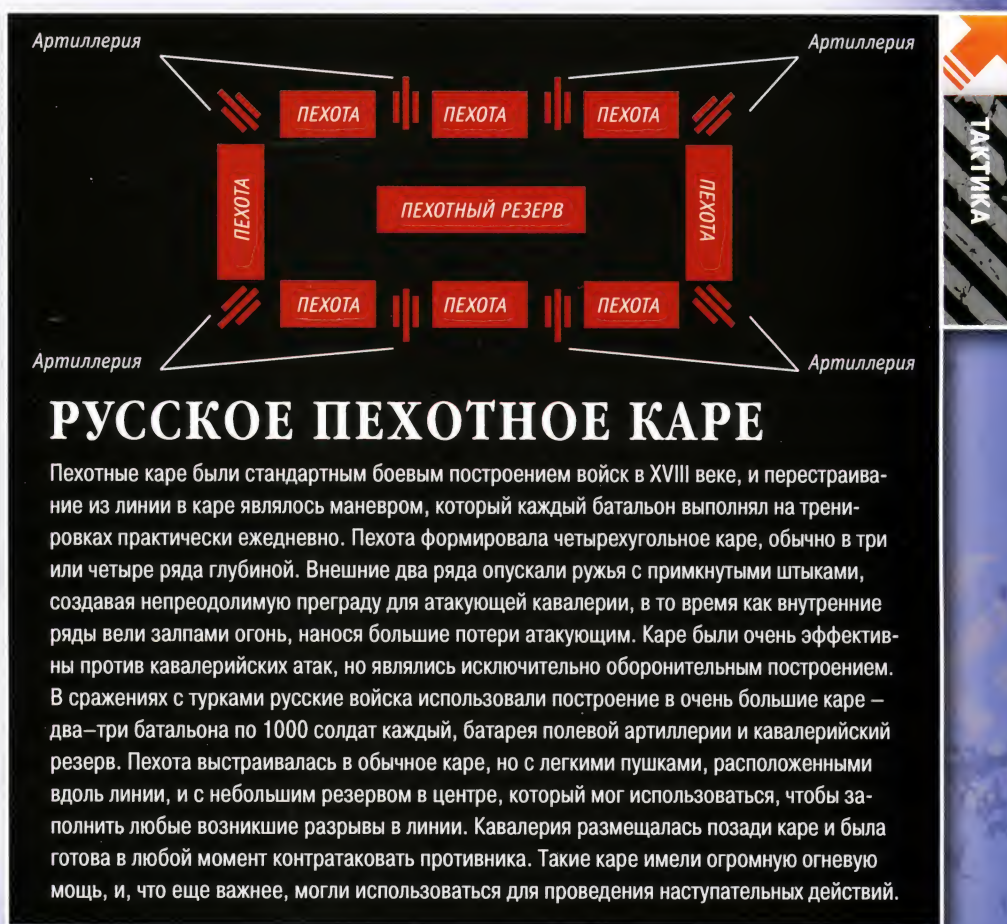 Артиллерия
Артиллерия
ПЕХОТА
ПЕХОТА
ПЕХОТА
ТАКТИКА
ПЕХОТА
ПЕХОТНЫЙ РЕЗЕРВ
ПЕХОТА
ПЕХОТА
ПЕХОТА
ПЕХОТА
Артиллерия
Артиллерия
РУССКОЕ ПЕХОТНОЕ КАРЕ
Пехотные каре были стандартным боевым построением войск в XVIII веке, и перестраива-
ние из линии в каре являлось маневром, который каждый батальон выполнял на трени-
ровках практически ежедневно. Пехота формировала четырехугольное каре, обычно в три
или четыре ряда глубиной. Внешние два ряда опускали ружья с примкнутыми штыками,
создавая непреодолимую преграду для атакующей кавалерии, в то время как внутренние
ряды вели залпами огонь, нанося большие потери атакующим. Каре были очень эффектив-
ны против кавалерийских атак, но являлись исключительно оборонительным построением.
В сражениях с турками русские войска использовали построение в очень большие каре –
два–три батальона по 1000 солдат каждый, батарея полевой артиллерии и кавалерийский
резерв. Пехота выстраивалась в обычное каре, но с легкими пушками, расположенными
вдоль линии, и с небольшим резервом в центре, который мог использоваться, чтобы за-
полнить любые возникшие разрывы в линии. Кавалерия размещалась позади каре и была
готова в любой момент контратаковать противника. Такие каре имели огромную огневую
мощь, и, что еще важнее, могли использоваться для проведения наступательных действий.